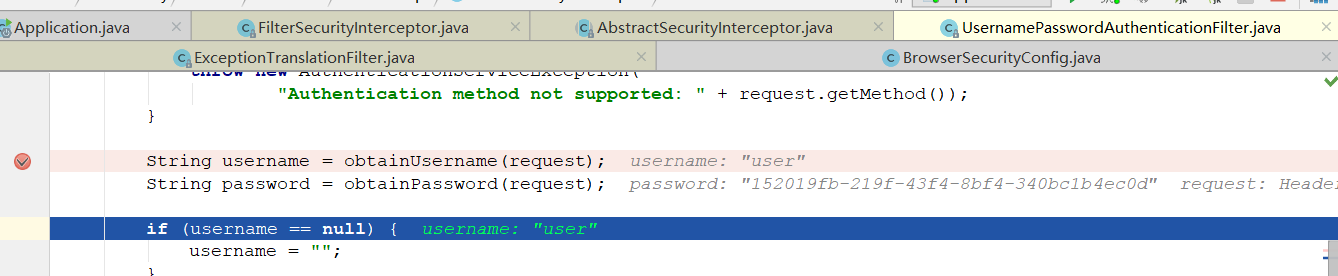 Application.java FilterSecurityInterceptor.java AbstractSecurityInterceptor.java UsernamePasswordAuthenticationFilter.java
ExceptionTranslationFilter.java BrowserSecurityConfig.java
throw new AuthenticationServiceException(
"Authentication method not supported: " + request.getMethod());
}
String username = obtainUsername(request); username: "user"
String password = obtainPassword(request); password: "152019fb-219f-43f4-8bf4-340bc1b4ec0d" request: Header
if (username == null) { username: "user"
username = "";
}